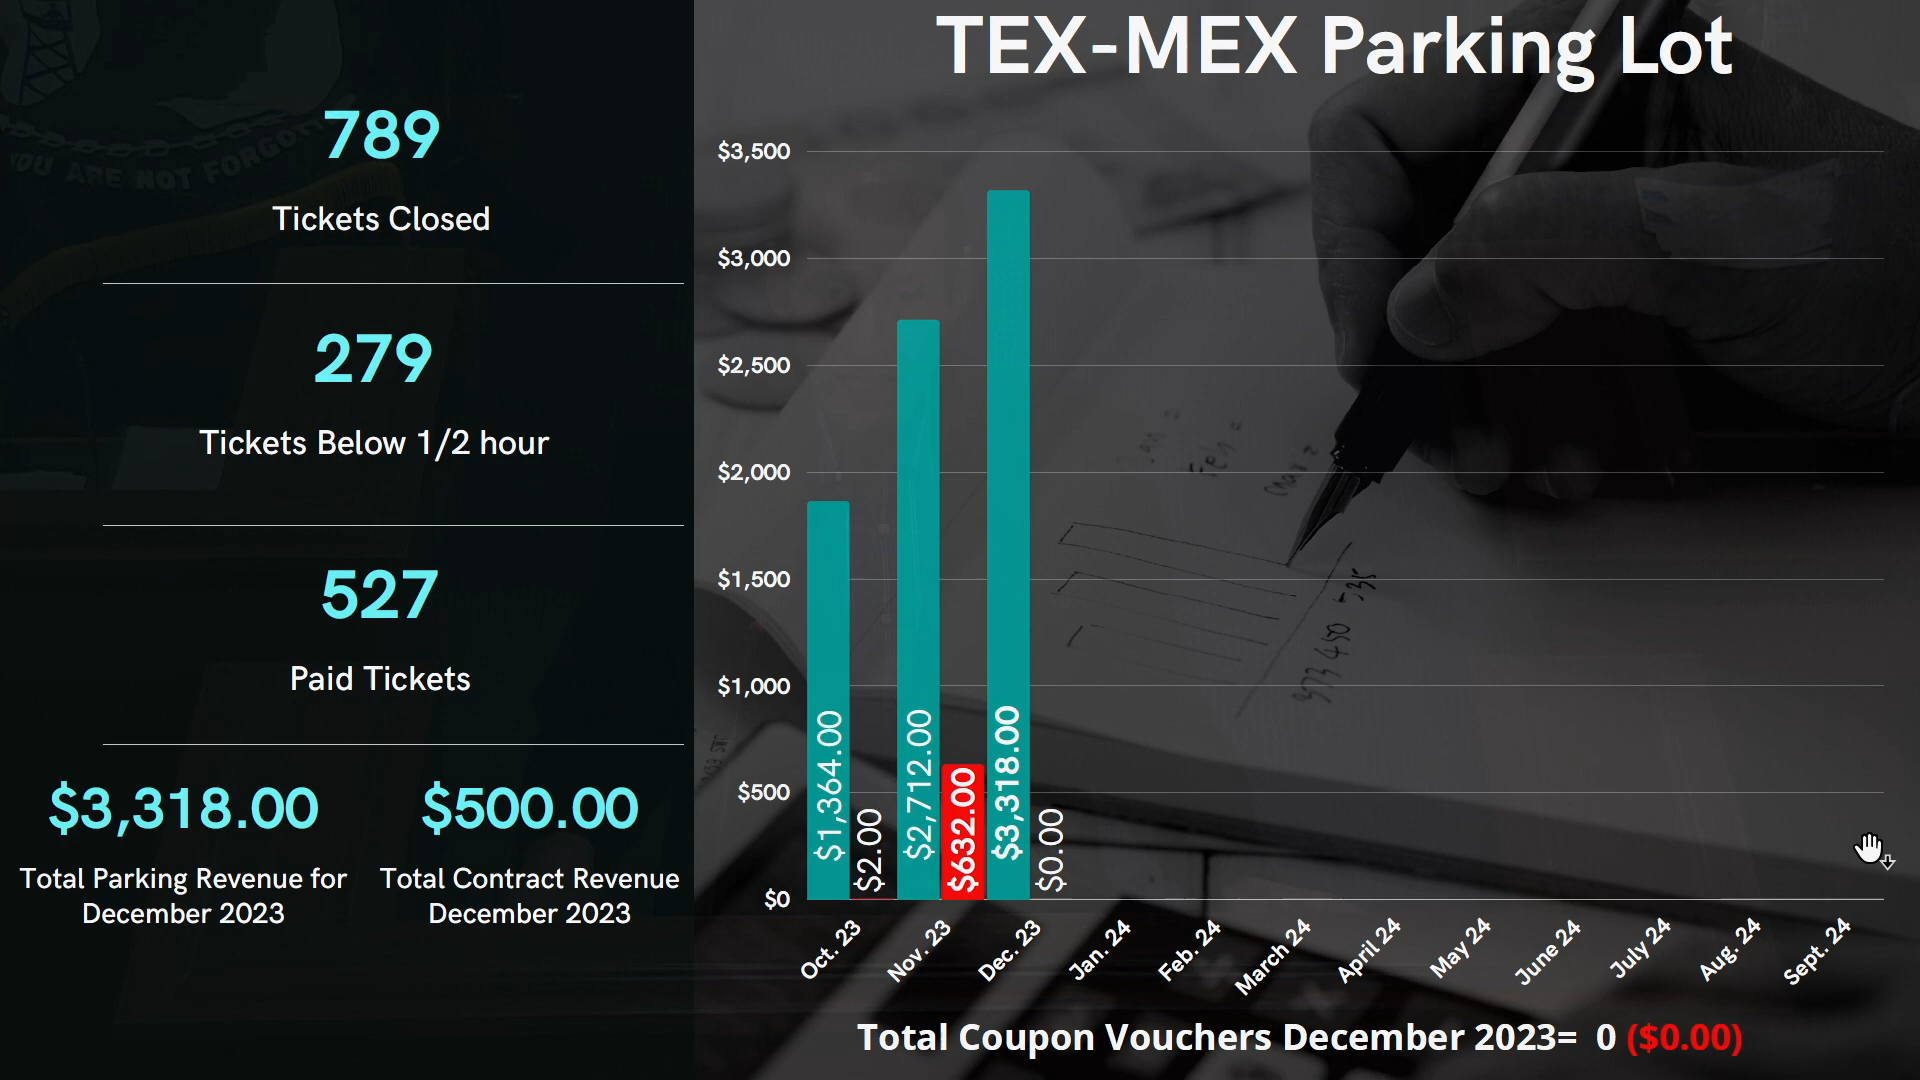 TEX-MEX Parking Lot
789
Tickets Closed
279
Tickets Below 1/2 hour
527
Paid Tickets
$3,318.00
Total Parking Revenue for
December 2023
$500.00
Total Contract Revenue
December 2023
YOU ARE NOT FORGOT
$3,500
$3,000
$2,500
$2,000
$1,500
$1,000
$500
$0
$1,364.00
$2.00
$2,712.00
$632.00
$3,318.00
$0.00
Oct. 23
Nov. 23
Dec. 23
Jan. 24
Feb. 24
March 24
April 24
May 24
June 24
July 24
Aug. 24
Sept. 24
Total Coupon Vouchers December 2023= 0 ($0.00)